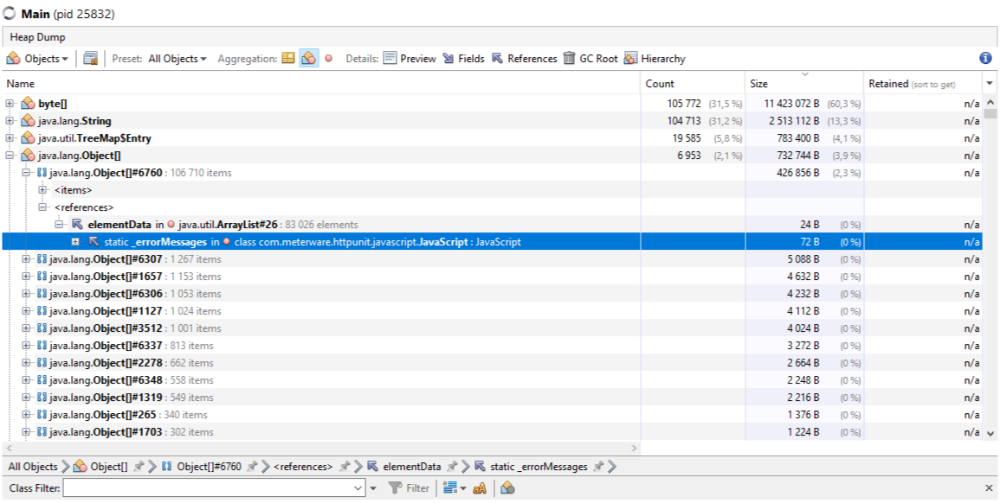 Main (pid 25832)
Heap Dump
Objects Preset: All Objects Aggregation: Details: Preview Fields References GC Root Hierarchy
Name Count Size Retained (sort to get)
byte[] 105 772 (31,5 %) 11 423 072 B (60,3 %) n/a
java.lang.String 104 713 (31,2 %) 2 513 112 B (13,3 %) n/a
java.util.TreeMap$Entry 19 585 (5,8 %) 783 400 B (4,1 %) n/a
java.lang.Object[] 6 953 (2,1 %) 732 744 B (3,9 %) n/a
java.lang.Object[]#6760 : 106 710 items 426 856 B (2,3 %) n/a
<items>
<references>
elementData in java.util.ArrayList#26 : 83 026 elements 24 B (0 %) n/a
static _errorMessages in class com.meterware.httpunit.javascript.JavaScript : JavaScript 72 B (0 %) n/a
java.lang.Object[]#6307 : 1 267 items 5 088 B (0 %) n/a
java.lang.Object[]#1657 : 1 153 items 4 632 B (0 %) n/a
java.lang.Object[]#6306 : 1 053 items 4 232 B (0 %) n/a
java.lang.Object[]#1127 : 1 024 items 4 112 B (0 %) n/a
java.lang.Object[]#3512 : 1 001 items 4 024 B (0 %) n/a
java.lang.Object[]#6337 : 813 items 3 272 B (0 %) n/a
java.lang.Object[]#2278 : 662 items 2 664 B (0 %) n/a
java.lang.Object[]#6348 : 558 items 2 248 B (0 %) n/a
java.lang.Object[]#1319 : 549 items 2 216 B (0 %) n/a
java.lang.Object[]#265 : 340 items 1 376 B (0 %) n/a
java.lang.Object[]#1703 : 302 items 1 224 B (0 %) n/a
All Objects Object[] Object[]#6760 <references> elementData static _errorMessages
Class Filter: Filter aA